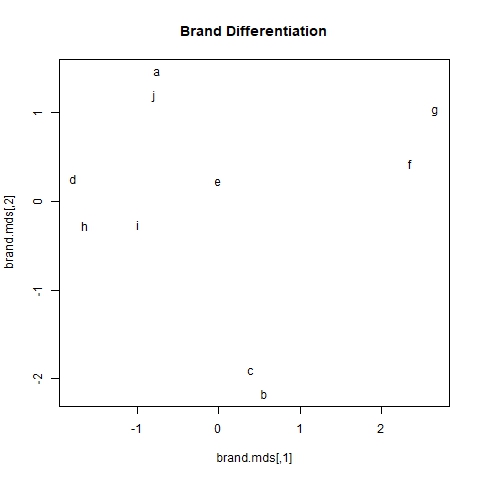 Brand Differentiation
a
j
g
f
d
e
h
i
c
b
1
0
-1
-2
brand.mds[,2]
-1 0 1 2
brand.mds[,1]